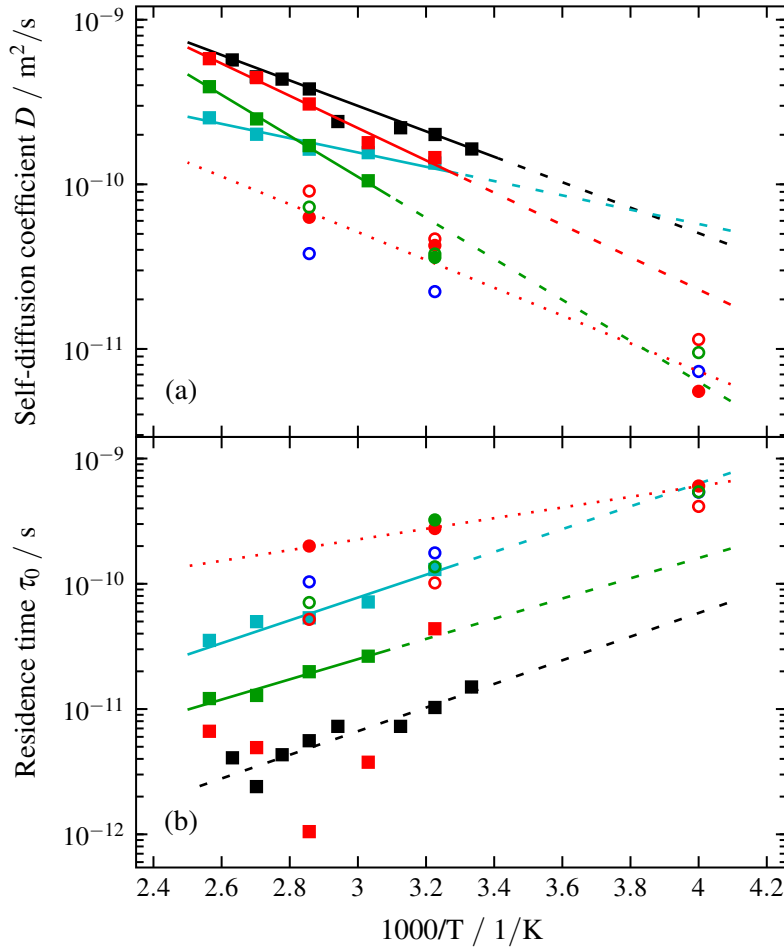 10⁻⁹
10⁻¹⁰
10⁻¹¹
Self-diffusion coefficient D / m²/s
(a)
10⁻⁹
10⁻¹⁰
10⁻¹¹
10⁻¹²
Residence time τ₀ / s
(b)
2.4 2.6 2.8 3 3.2 3.4 3.6 3.8 4 4.2
1000/T / 1/K